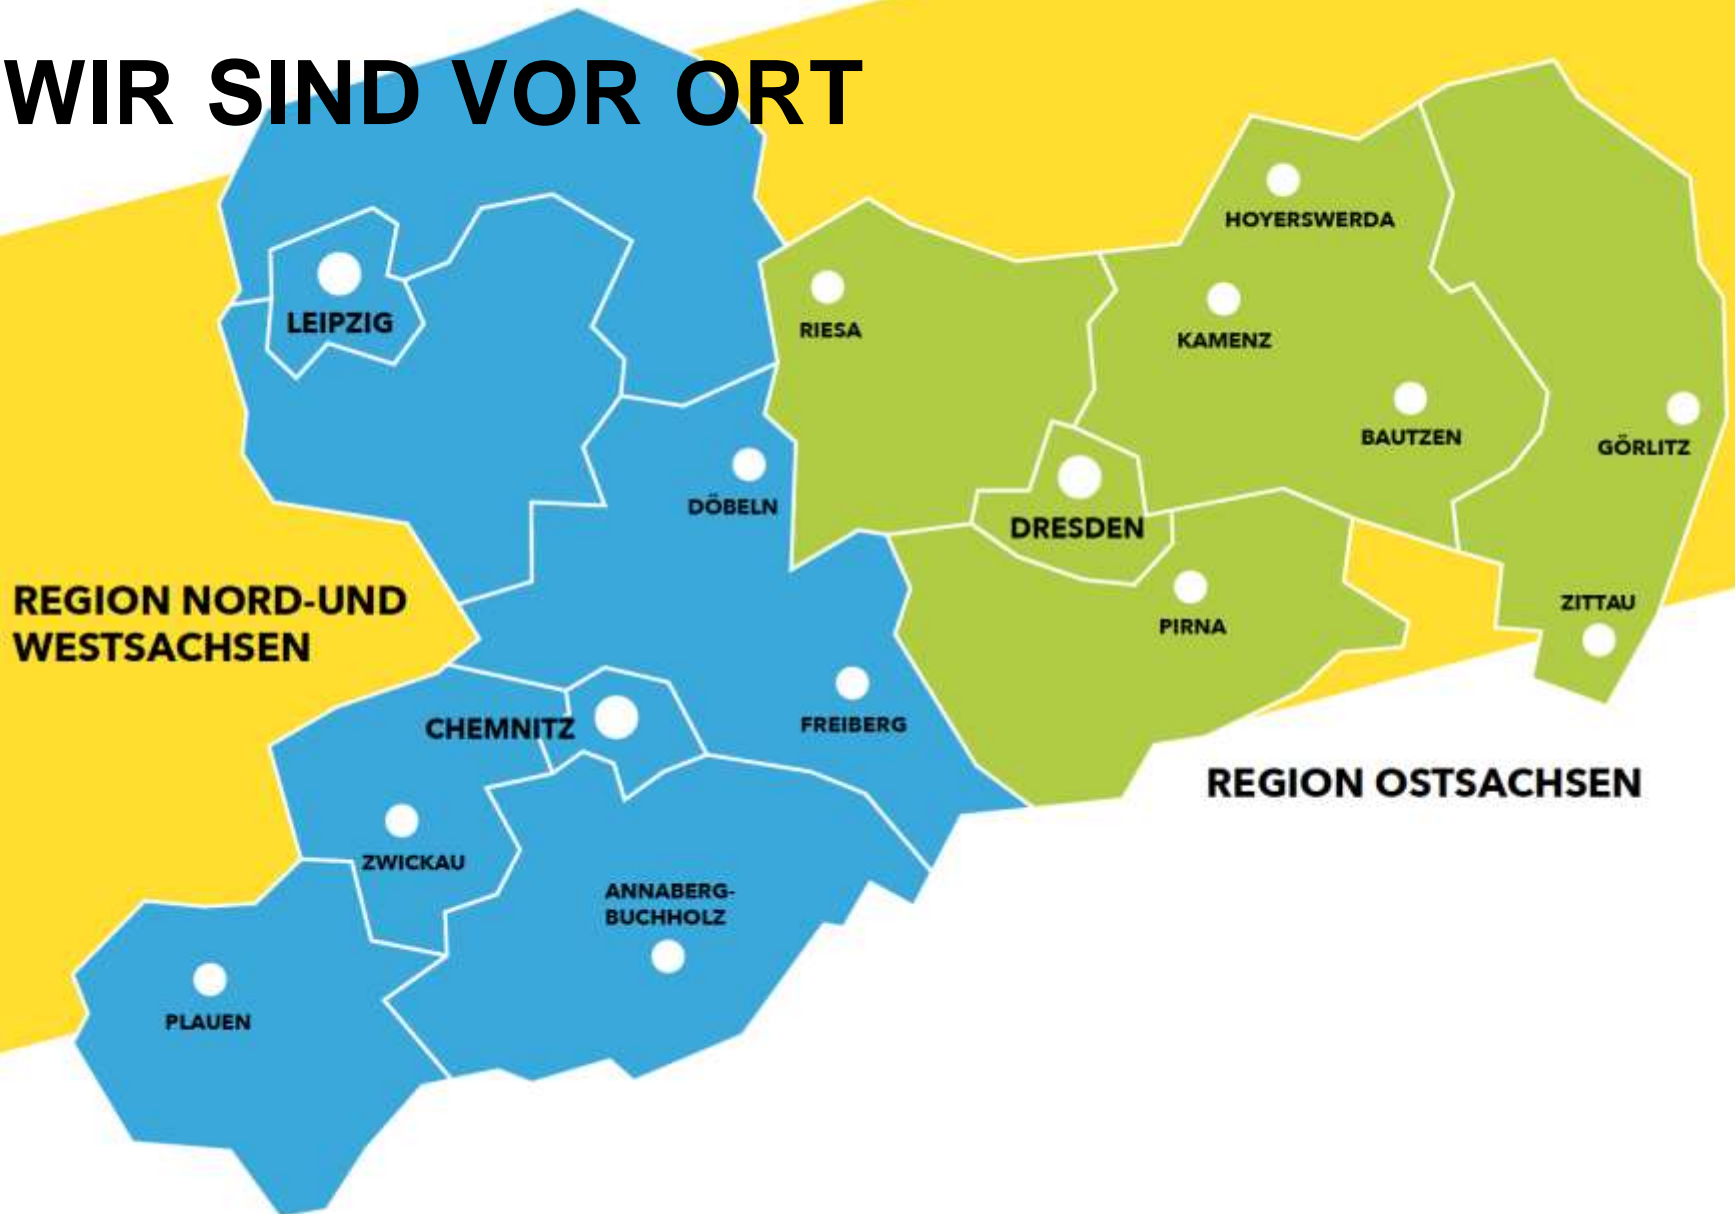 WIR SIND VOR ORT
HOYERSWERDA
LEIPZIG
RIESA
KAMENZ
BAUTZEN
GÖRLITZ
DÖBELN
DRESDEN
REGION NORD-UND
WESTSACHSEN
PIRNA
ZITTAU
CHEMNITZ
FREIBERG
REGION OSTSACHSEN
ZWICKAU
ANNABERG-
BUCHHOLZ
PLAUEN